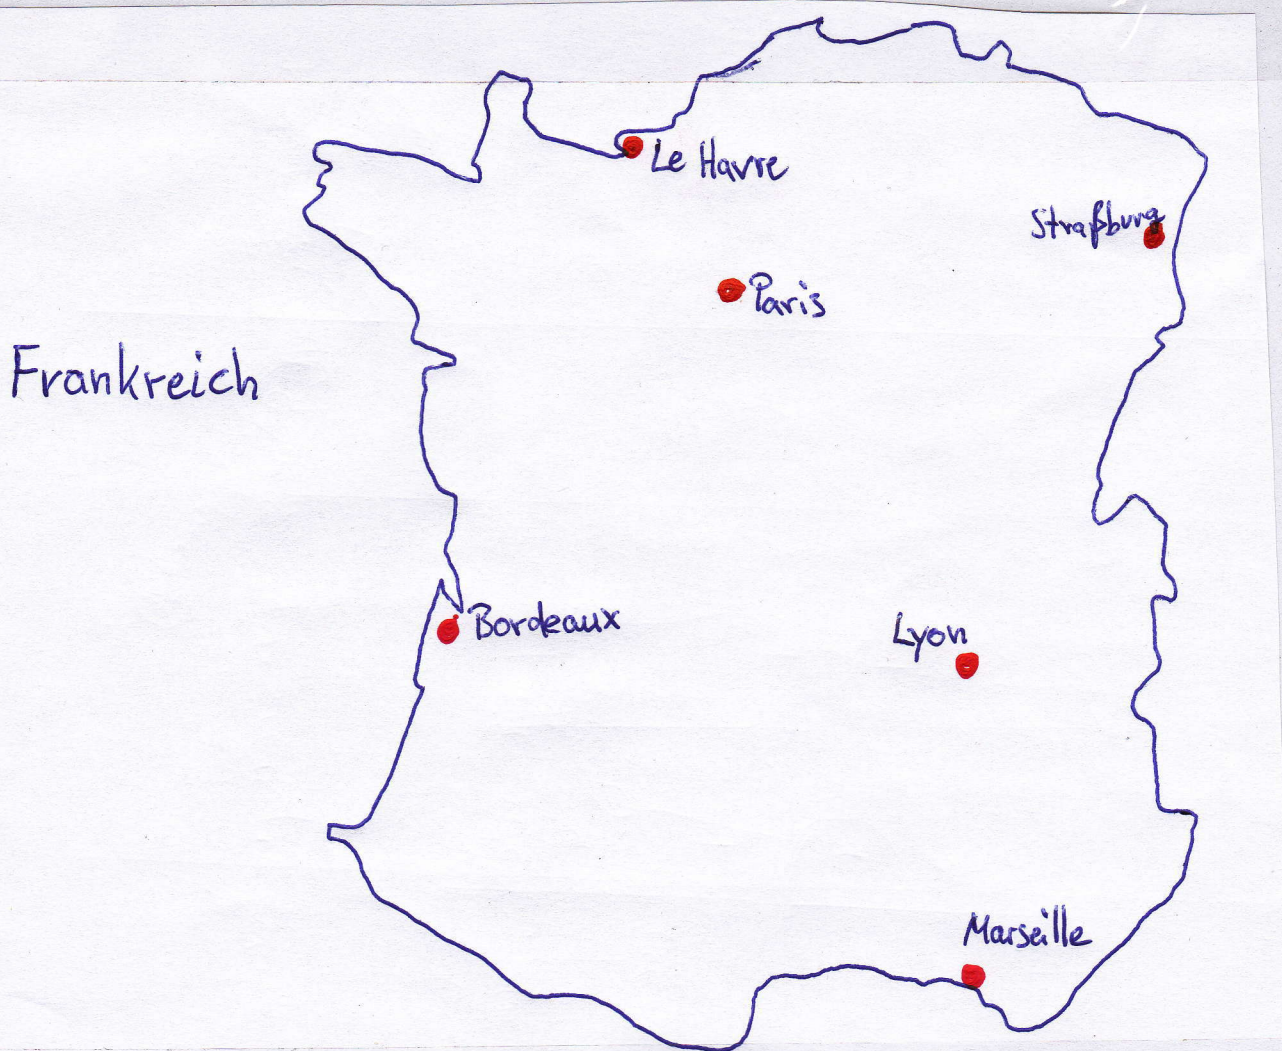 Le Havre
Straßburg
Paris
Frankreich
Bordeaux
Lyon
Marseille